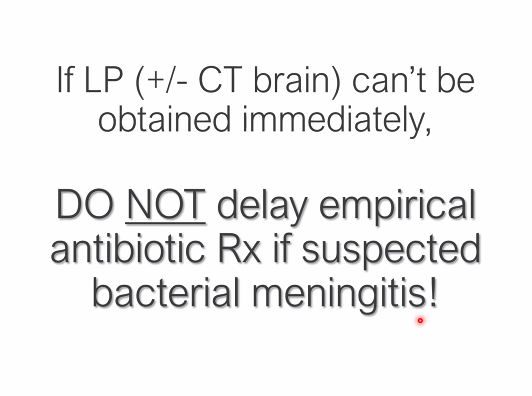 If LP (+/- CT brain) can’t be
obtained immediately,
DO NOT delay empirical
antibiotic Rx if suspected
bacterial meningitis!